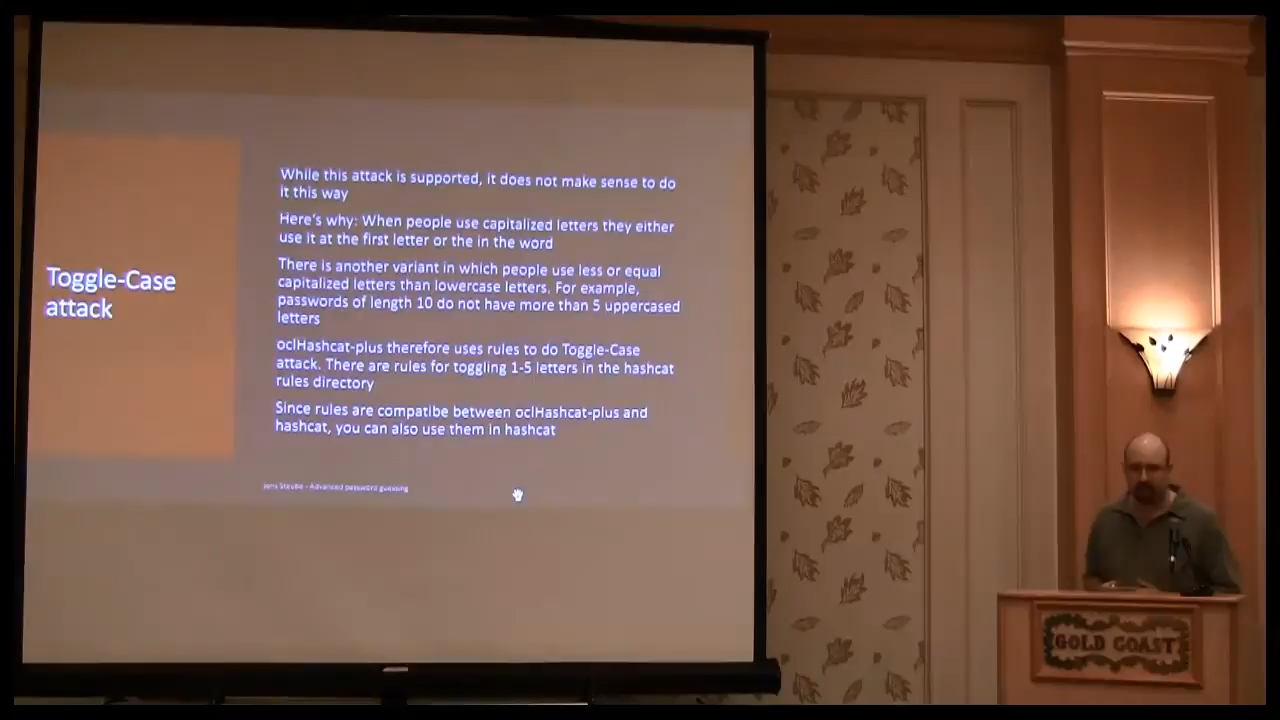 Toggle-Case
attack
While this attack is supported, it does not make sense to do
it this way
Here's why: When people use capitalized letters they either
use it at the first letter or the in the word
There is another variant in which people use less or equal
capitalized letters than lowercase letters. For example,
passwords of length 10 do not have more than 5 uppercased
letters
oclHashcat-plus therefore uses rules to do Toggle-Case
attack. There are rules for toggling 1-5 letters in the hashcat
rules directory
Since rules are compatibe between oclHashcat-plus and
hashcat, you can also use them in hashcat
Jens Steube - Advanced password guessing
GOLD COAST